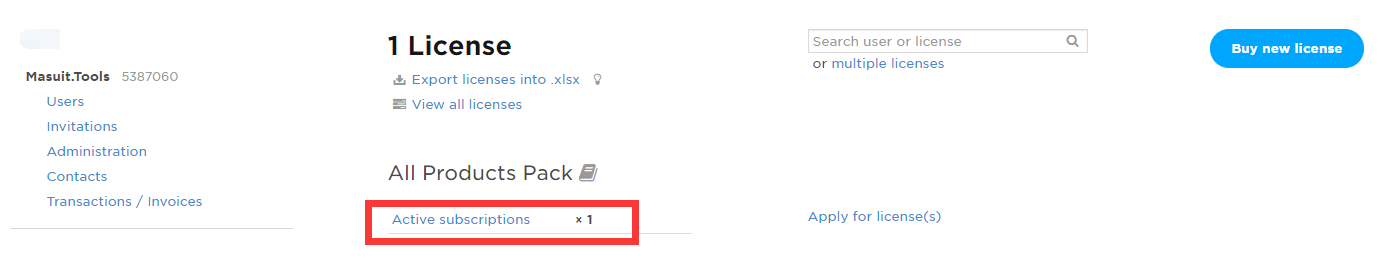 Masuit.Tools 5387060
Users
Invitations
Administration
Contacts
Transactions / Invoices
1 License
Export licenses into .xlsx
View all licenses
All Products Pack
Active subscriptions × 1
Search user or license
or multiple licenses
Apply for license(s)
Buy new license